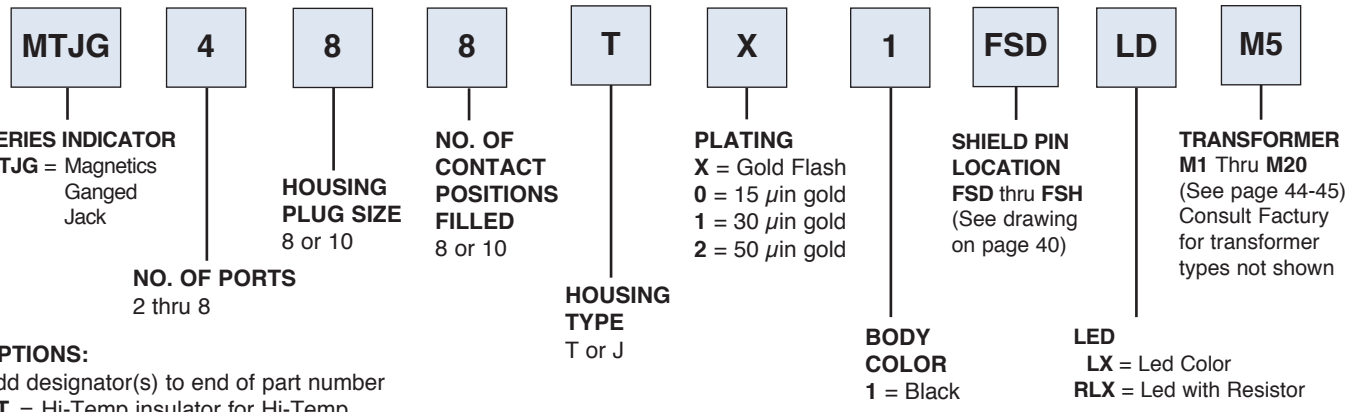 MTJG 4 8 8 T X 1 FSD LD M5
ERIES INDICATOR
TJG = Magnetics
Ganged
Jack
NO. OF PORTS
2 thru 8
HOUSING
PLUG SIZE
8 or 10
NO. OF
CONTACT
POSITIONS
FILLED
8 or 10
HOUSING
TYPE
T or J
PLATING
X = Gold Flash
0 = 15 µin gold
1 = 30 µin gold
2 = 50 µin gold
BODY
COLOR
1 = Black
SHIELD PIN
LOCATION
FSD thru FSH
(See drawing
on page 40)
LED
LX = Led Color
RLX = Led with Resistor
TRANSFORMER
M1 Thru M20
(See page 44-45)
Consult Factury
for transformer
types not shown
PTIONS:
dd designator(s) to end of part number
T = Hi-Temp insulator for Hi-Temp